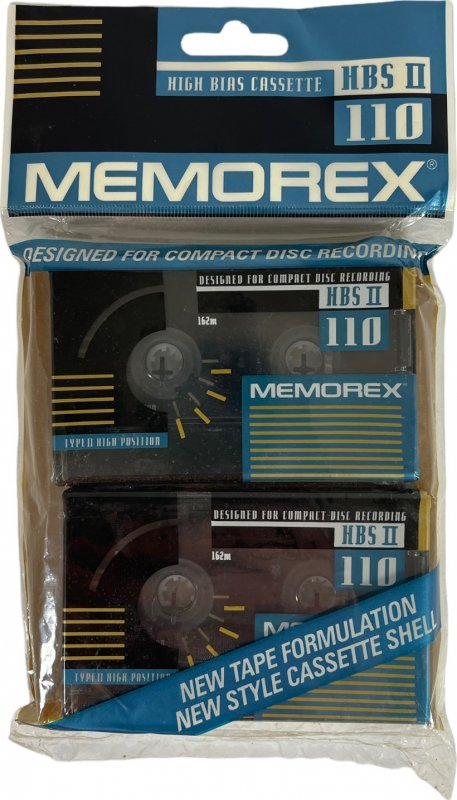 HIGH BIAS CASSETTE HBS II
110
MEMOREX®
DESIGNED FOR COMPACT DISC RECORDING
DESIGNED FOR COMPACT DISC RECORDING
HBS II
162m
110
MEMOREX
TYPE II HIGH POSITION
DESIGNED FOR COMPACT DISC RECORDING
HBS II
162m
110
TYPE II HIGH POSITION
NEW TAPE FORMULATION
NEW STYLE CASSETTE SHELL